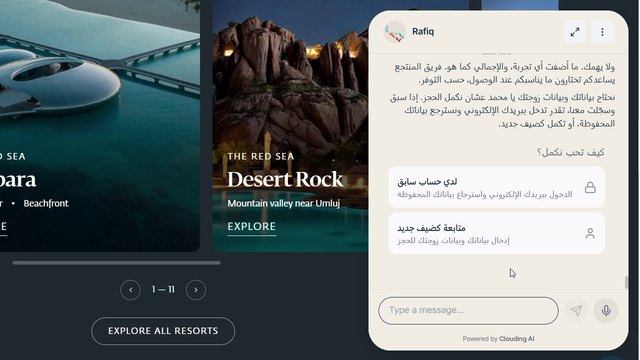 D SEA
para
r • Beachfront
E
THE RED SEA
Desert Rock
Mountain valley near Umluj
EXPLORE
1 — 11
EXPLORE ALL RESORTS
Rafiq
ولا يهمك. ما أضفت أي تجربة، والإجمالي كما هو. فريق المنتجع
يساعدكم تختارون ما يناسبكم عند الوصول، حسب التوفر.
نحتاج بياناتك وبيانات زوجتك يا محمد عشان نكمل الحجز. إذا سبق
وسجّلت معنا، تقدر تدخل ببريدك الإلكتروني ونسترجع بياناتك
المحفوظة، أو تكمل كضيف جديد.
كيف تحب نكمل؟
لدي حساب سابق
الدخول ببريدك الإلكتروني واسترجاع بياناتك المحفوظة
متابعة كضيف جديد
إدخال بياناتك وبيانات زوجتك للحجز
Type a message...
Powered by Clouding AI